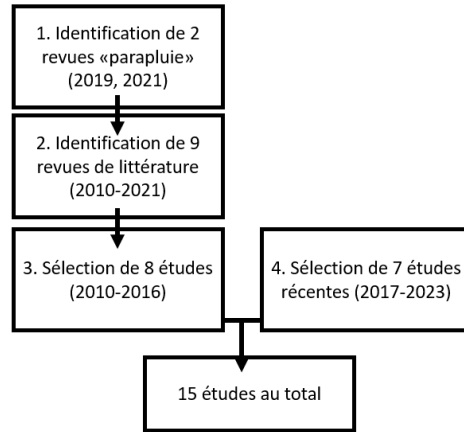 1. Identification de 2
revues «parapluie»
(2019, 2021)
2. Identification de 9
revues de littérature
(2010-2021)
3. Sélection de 8 études
(2010-2016)
4. Sélection de 7 études
récentes (2017-2023)
15 études au total